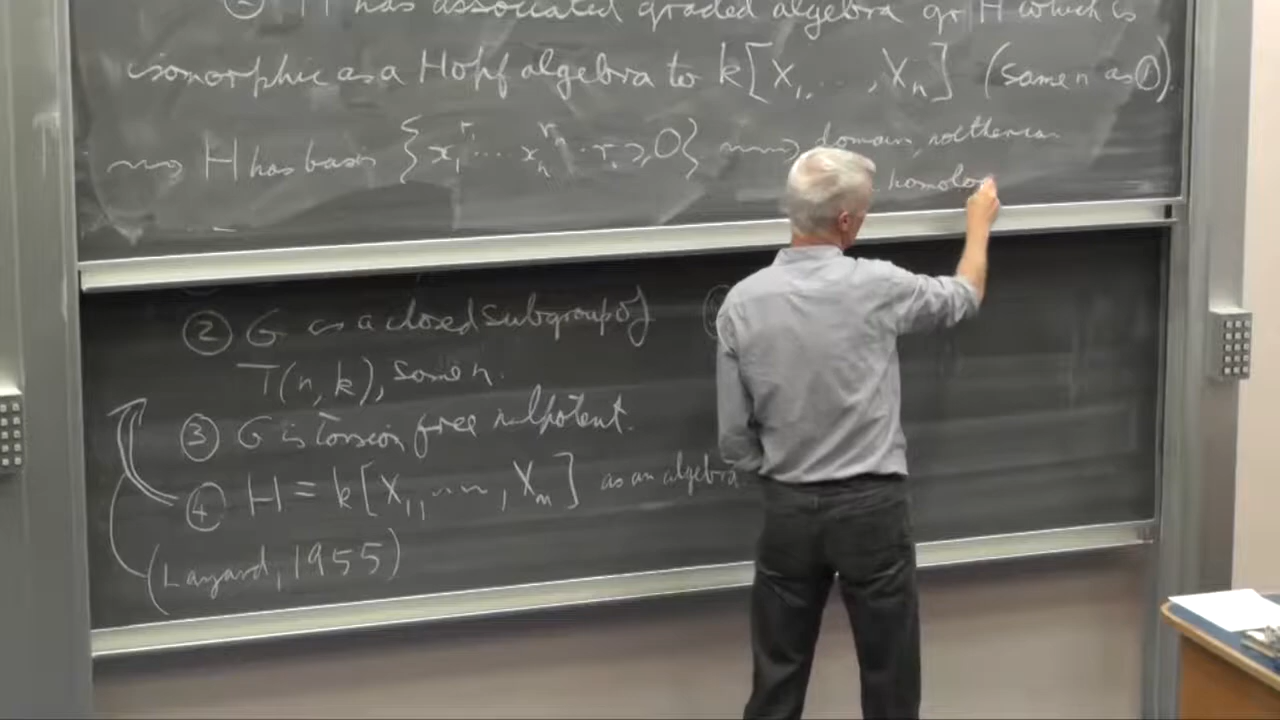 ② H has associated graded algebra gr H which is
isomorphic as a Hopf algebra to k[X₁, ... , Xₙ] (same n as ①).
⇝ H has basis {x₁^r₁ ... xₙ^rₙ : rᵢ ≥ 0} ⇝ domain, noetherian
homolog
② G is a closed subgroup of
T(n, k), some n.
③ G is torsion free nilpotent.
④ H = k[X₁, ... , Xₙ] as an algebra
(Lazard, 1955)